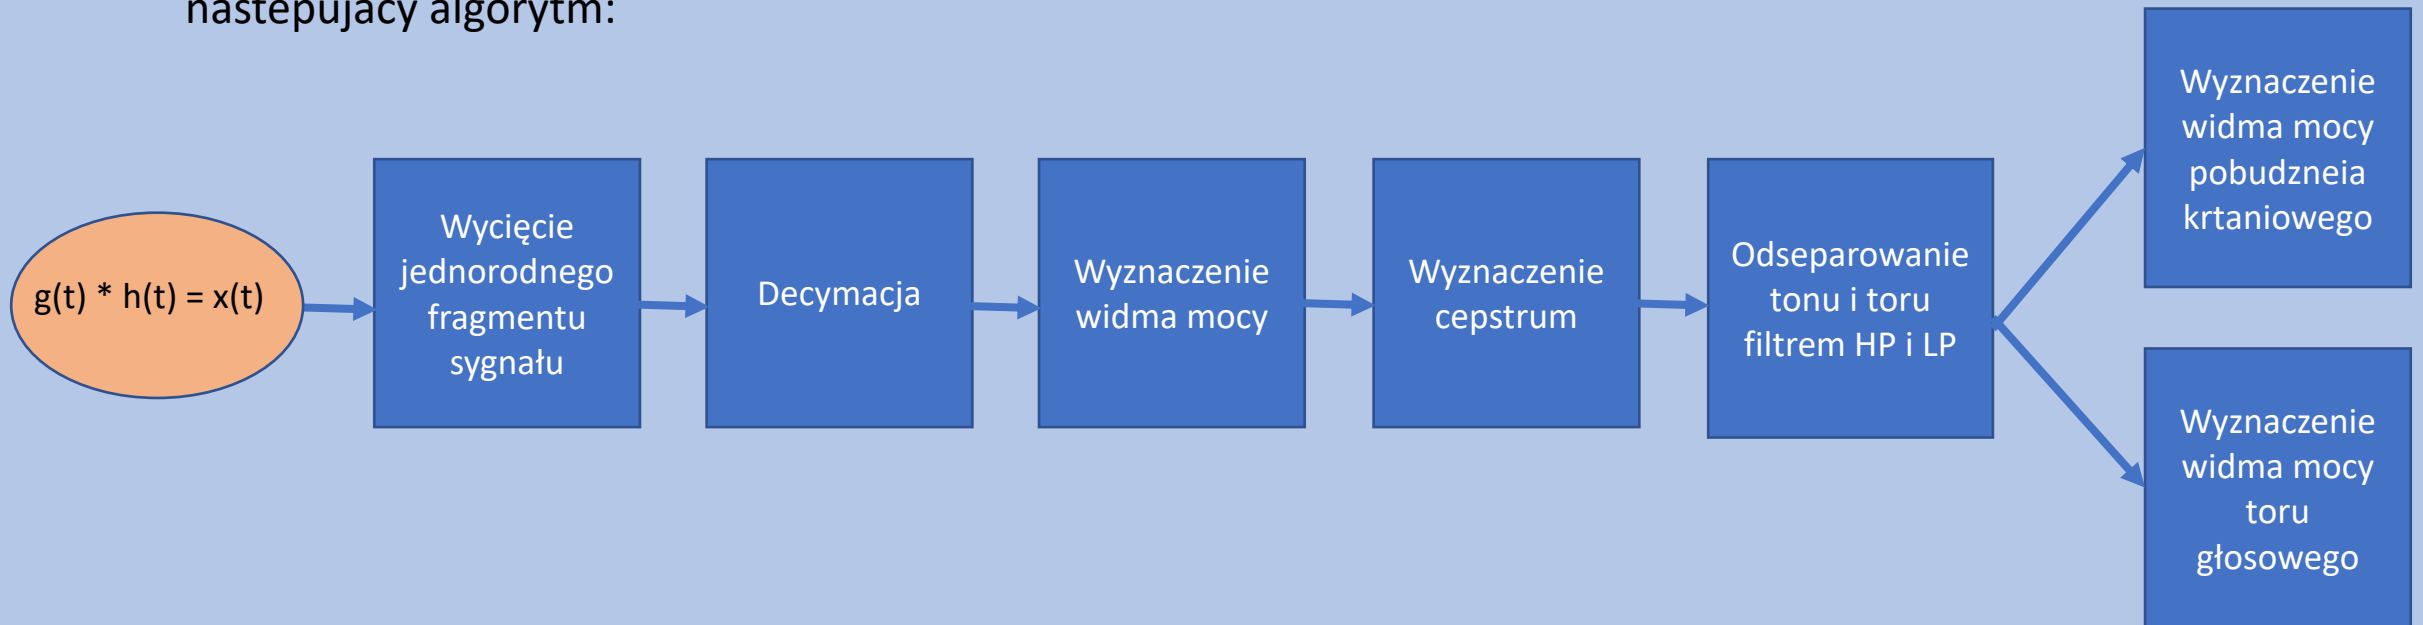 nastepujacy algorytm:
g(t) * h(t) = x(t)
Wycięcie
jednorodnego
fragmentu
sygnału
Decymacja
Wyznaczenie
widma mocy
Wyznaczenie
cepstrum
Odseparowanie
tonu i toru
filtrem HP i LP
Wyznaczenie
widma mocy
pobudzneia
krtaniowego
Wyznaczenie
widma mocy
toru
głosowego